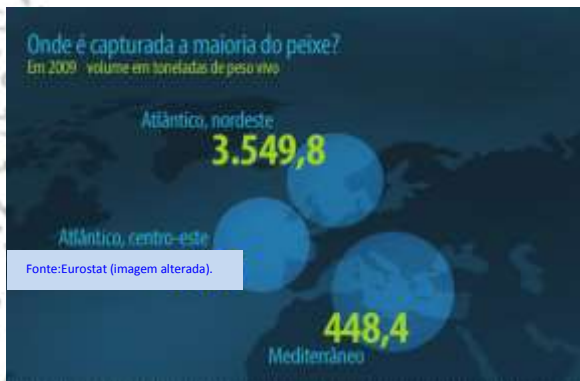 Onde é capturada a maioria do peixe?
Em 2009 volume em toneladas de peso vivo
Atlântico, nordeste
3.549,8
Atlântico, centro-este
Fonte:Eurostat (imagem alterada).
448,4
Mediterrâneo